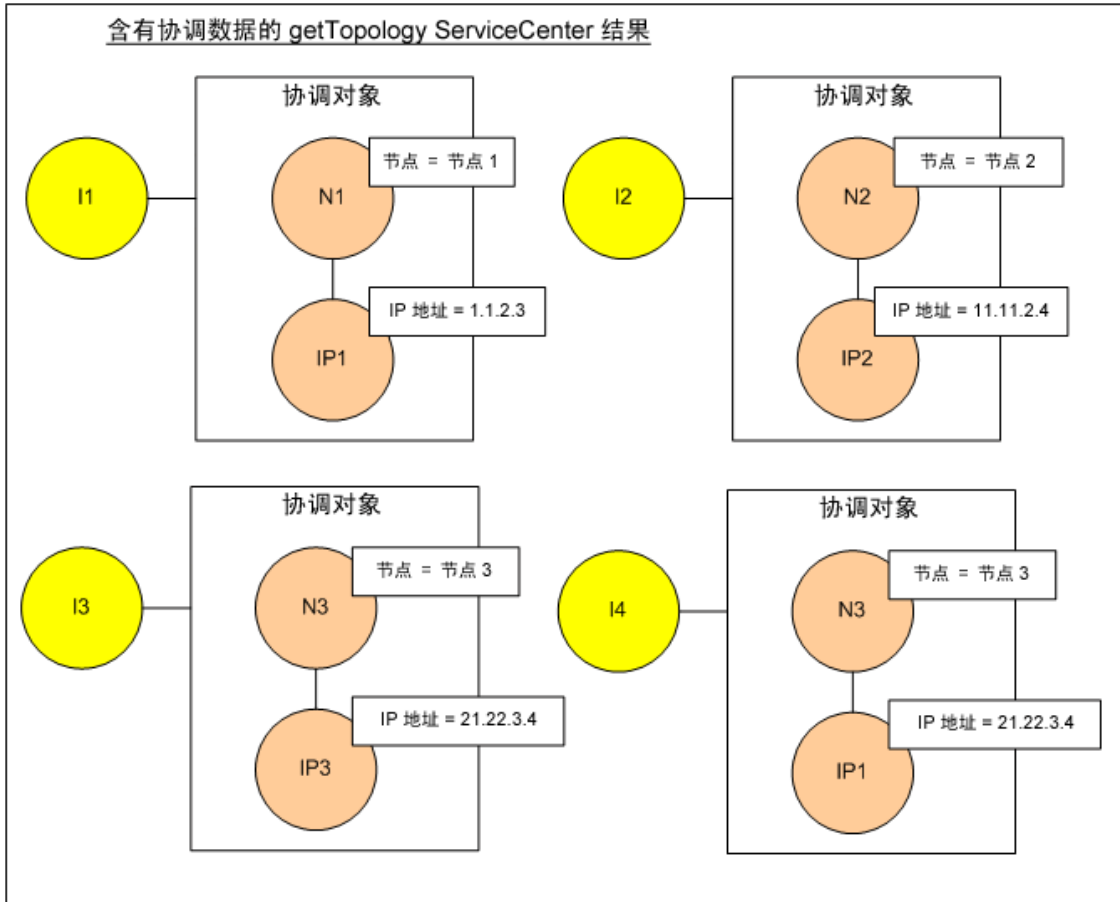 含有协调数据的 getTopology ServiceCenter 结果
协调对象
I1
N1
节点 = 节点 1
IP1
IP 地址 = 1.1.2.3
协调对象
I2
N2
节点 = 节点 2
IP2
IP 地址 = 11.11.2.4
协调对象
I3
N3
节点 = 节点 3
IP3
IP 地址 = 21.22.3.4
协调对象
I4
N3
节点 = 节点 3
IP1
IP 地址 = 21.22.3.4